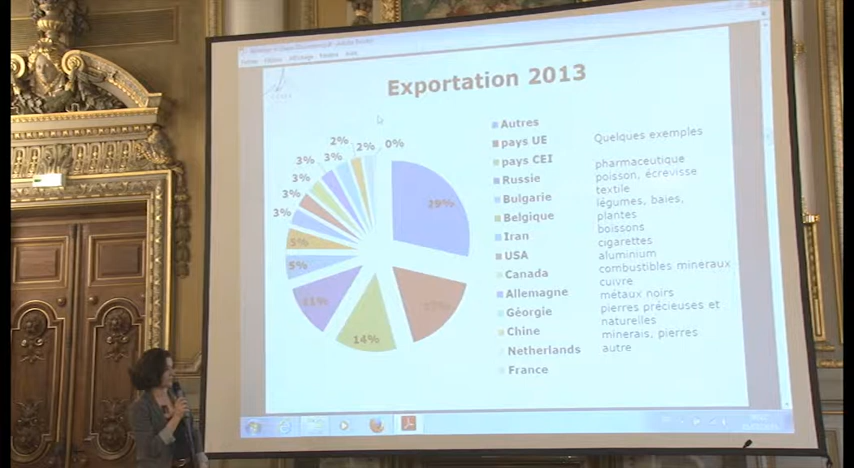 Exportation 2013
2%
2%
0%
3%
3%
3%
3%
3%
5%
5%
11%
14%
29%
Autres
pays UE
pays CEI
Russie
Bulgarie
Belgique
Iran
USA
Canada
Allemagne
Géorgie
Chine
Netherlands
France
Quelques exemples
pharmaceutique
poisson, écrevisse
textile
légumes, baies,
plantes
boissons
cigarettes
aluminium
combustibles mineraux
cuivre
métaux noirs
pierres précieuses et
naturelles
minerais, pierres
autre